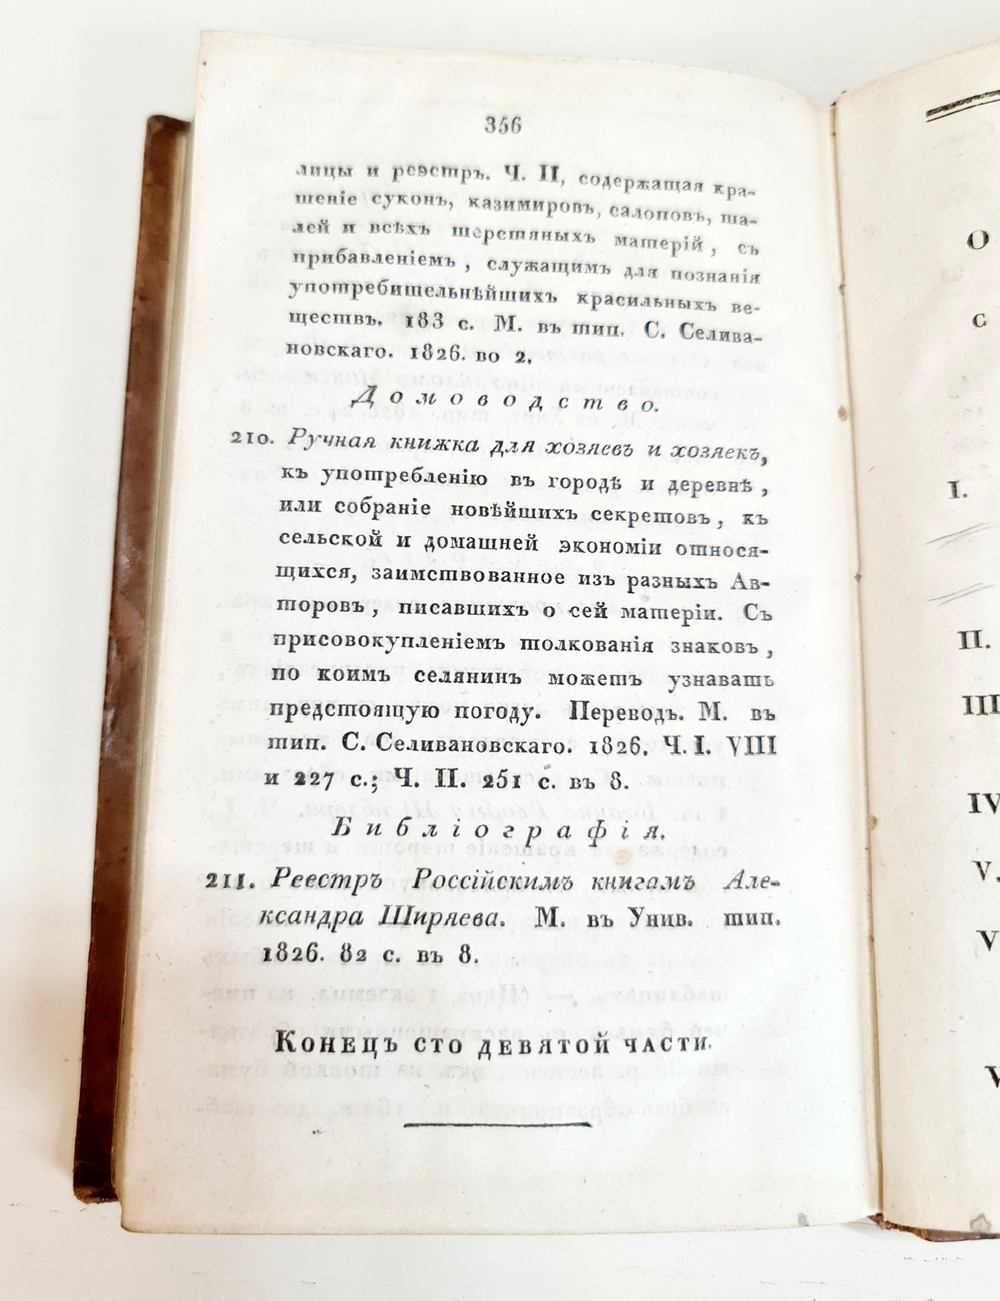 356
лицы и реэстръ. Ч. II, содержащая кра-
шеніе суконъ, казимировъ, салоповъ, ша-
лей и всѣхъ шерстяныхъ матерій, съ
прибавленіемъ, служащимъ для познанія
употребительнѣйшихъ красильныхъ ве-
ществъ. 183 с. М. въ тип. С. Селива-
новскаго. 1826. во 2.
Домоводство.
210. Ручная книжка для хозяевъ и хозяекъ,
къ употребленію въ городѣ и деревнѣ,
или собраніе новѣйшихъ секретовъ, къ
сельской и домашней экономіи относя-
щихся, заимствованное изъ разныхъ Ав-
торовъ, писавшихъ о сей матеріи. Съ
присовокупленіемъ толкованія знаковъ,
по коимъ селянинъ можетъ узнавать
предстоящую погоду. Переводъ. М. въ
тип. С. Селивановскаго. 1826. Ч. I. VIII
и 227 с.; Ч. II. 251 с. въ 8.
Библіографія.
211. Реестръ Россійскимъ книгамъ Але-
ксандра Ширяева. М. въ Унив. тип.
1826. 82 с. въ 8.
Конецъ сто девятой части.
О
С
I.
II.
III
IV
V.
V
V